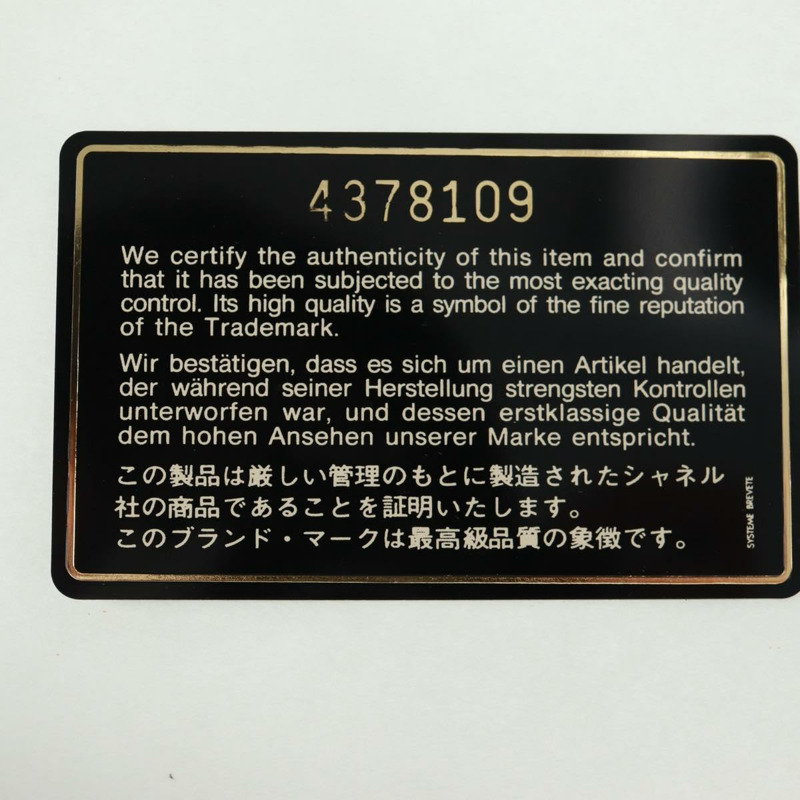 4378109
We certify the authenticity of this item and confirm
that it has been subjected to the most exacting quality
control. Its high quality is a symbol of the fine reputation
of the Trademark.
Wir bestätigen, dass es sich um einen Artikel handelt,
der während seiner Herstellung strengsten Kontrollen
unterworfen war, und dessen erstklassige Qualität
dem hohen Ansehen unserer Marke entspricht.
この製品は厳しい管理のもとに製造されたシャネル
社の商品であることを証明いたします。
このブランド・マークは最高級品質の象徴です。
SYSTEME BREVETE